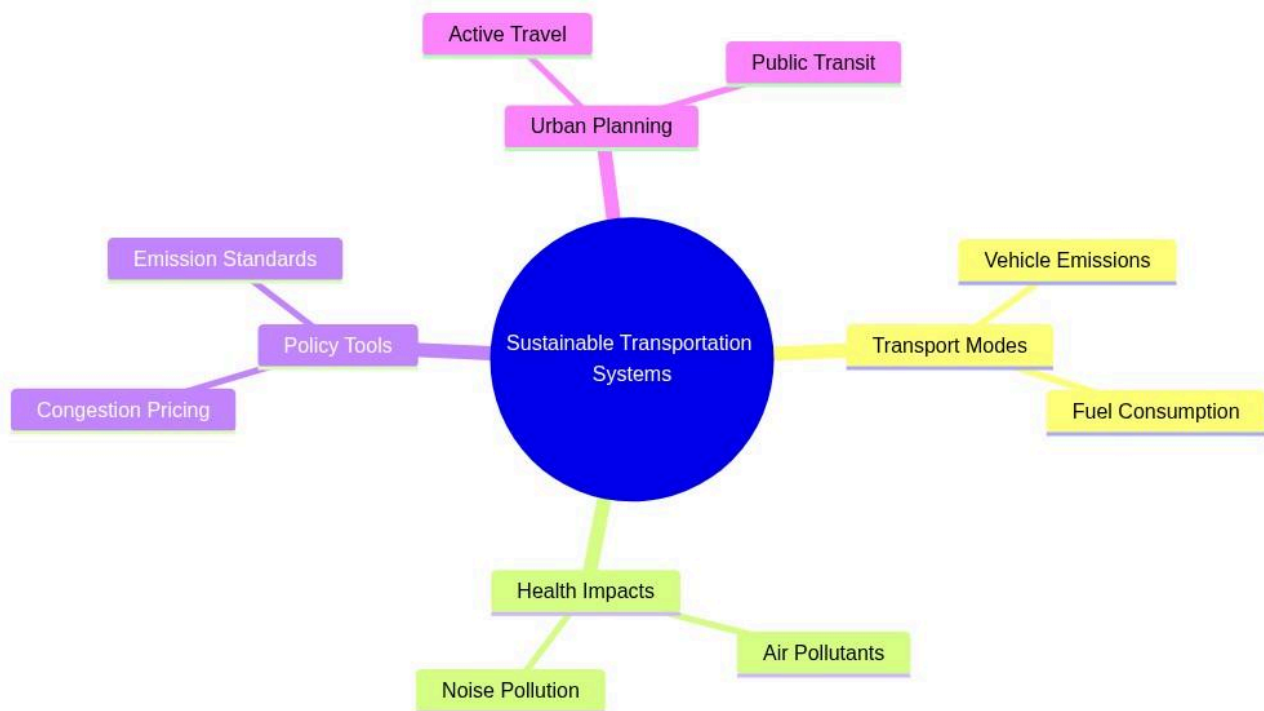 Active Travel
Public Transit
Urban Planning
Emission Standards
Vehicle Emissions
Policy Tools
Sustainable Transportation
Systems
Transport Modes
Congestion Pricing
Fuel Consumption
Health Impacts
Air Pollutants
Noise Pollution